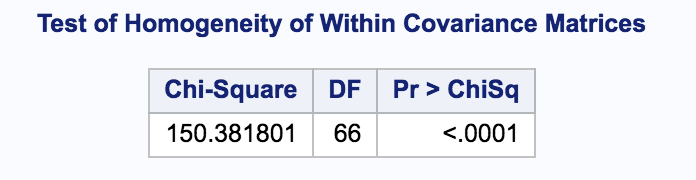 Test of Homogeneity of Within Covariance Matrices
Chi-Square DF Pr > ChiSq
150.381801 66 <.0001